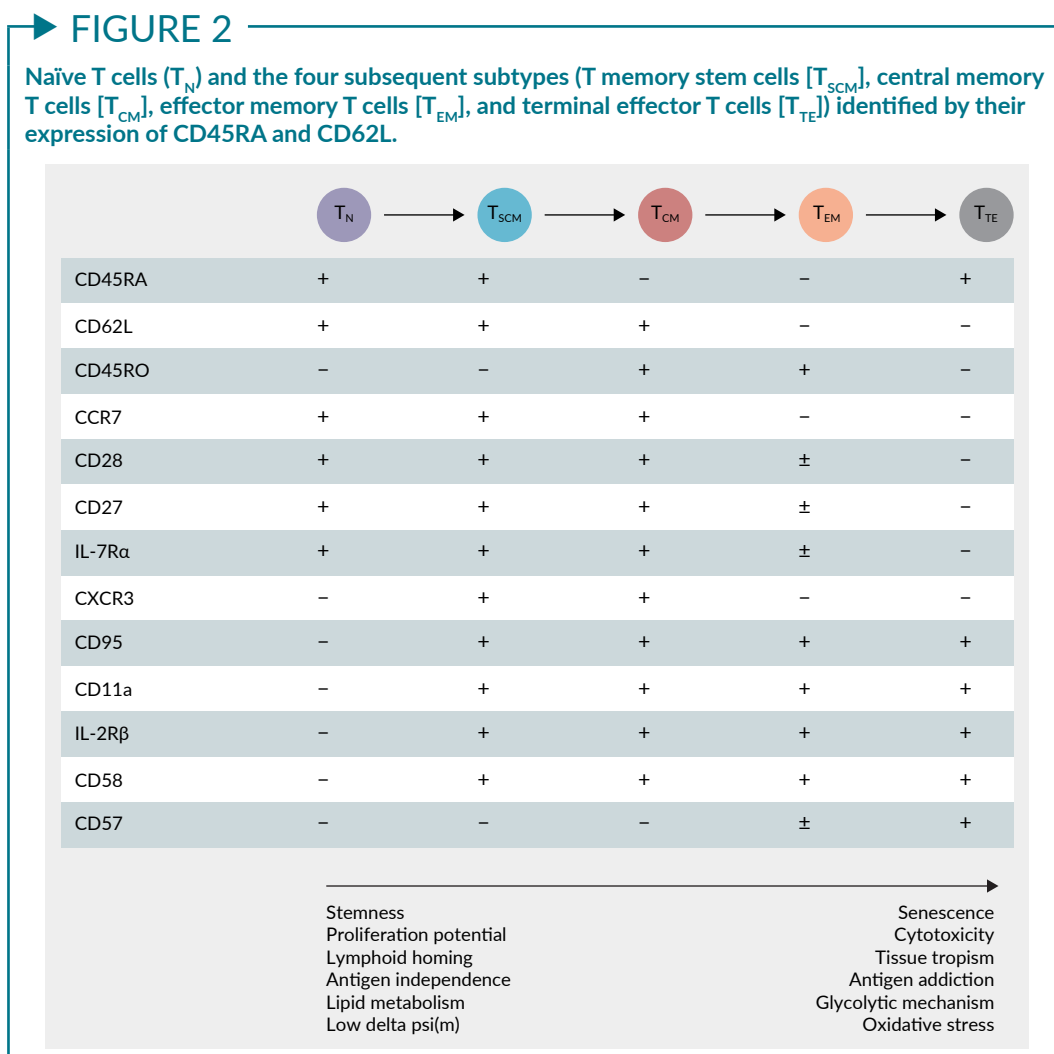 FIGURE 2
Naïve T cells (TN) and the four subsequent subtypes (T memory stem cells [TSCM], central memory
T cells [TCM], effector memory T cells [TEM], and terminal effector T cells [TTE]) identified by their
expression of CD45RA and CD62L.
TN TSCM TCM TEM TTE
CD45RA + + − − +
CD62L + + + − −
CD45RO − − + + −
CCR7 + + + − −
CD28 + + + ± −
CD27 + + + ± −
IL-7Rα + + + ± −
CXCR3 − + + − −
CD95 − + + + +
CD11a − + + + +
IL-2Rβ − + + + +
CD58 − + + + +
CD57 − − − ± +
Stemness Senescence
Proliferation potential Cytotoxicity
Lymphoid homing Tissue tropism
Antigen independence Antigen addiction
Lipid metabolism Glycolytic mechanism
Low delta psi(m) Oxidative stress